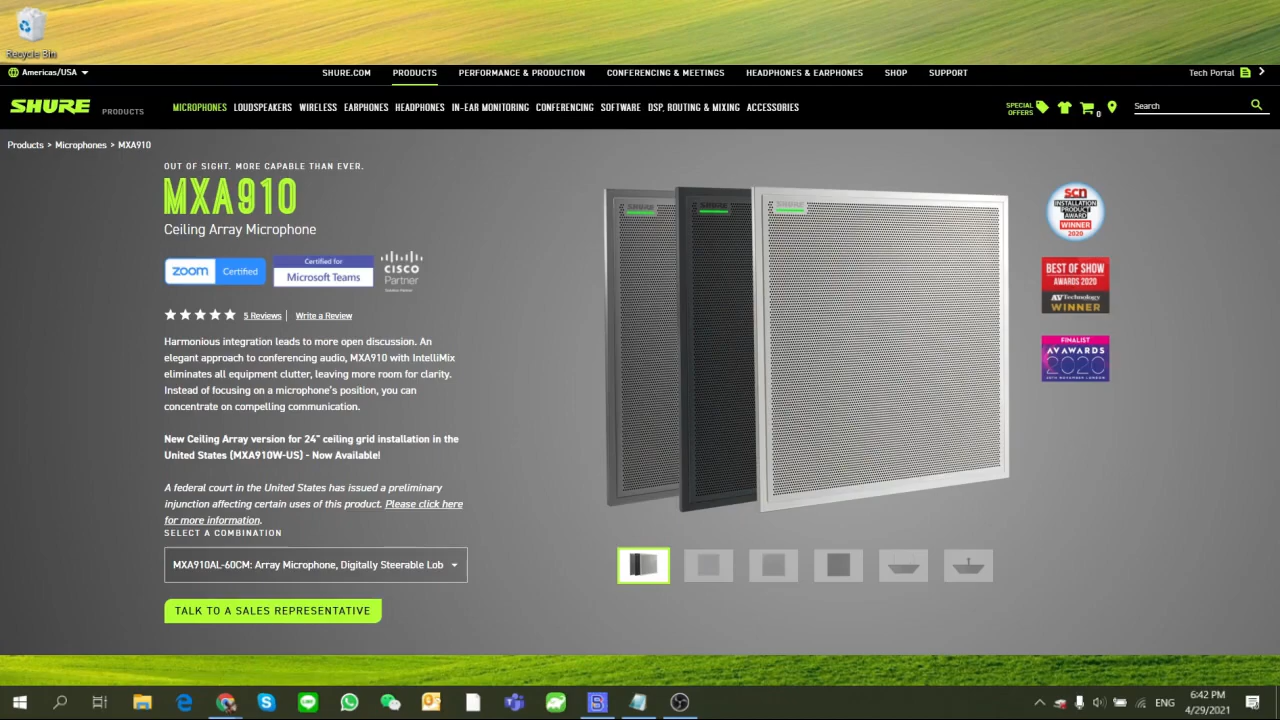 Recycle Bin
Americas/USA
SHURE.COM PRODUCTS PERFORMANCE & PRODUCTION CONFERENCING & MEETINGS HEADPHONES & EARPHONES SHOP SUPPORT
Tech Portal
SHURE PRODUCTS
MICROPHONES LOUDSPEAKERS WIRELESS EARPHONES HEADPHONES IN-EAR MONITORING CONFERENCING SOFTWARE DSP, ROUTING & MIXING ACCESSORIES
SPECIAL
OFFERS
0
Search
Products > Microphones > MXA910
OUT OF SIGHT. MORE CAPABLE THAN EVER.
MXA910
Ceiling Array Microphone
zoom Certified
Certified for
Microsoft Teams
CISCO
Partner
5 Reviews | Write a Review
Harmonious integration leads to more open discussion. An
elegant approach to conferencing audio, MXA910 with IntelliMix
eliminates all equipment clutter, leaving more room for clarity.
Instead of focusing on a microphone's position, you can
concentrate on compelling communication.
New Ceiling Array version for 24" ceiling grid installation in the
United States (MXA910W-US) - Now Available!
A federal court in the United States has issued a preliminary
injunction affecting certain uses of this product. Please click here
for more information.
SELECT A COMBINATION
MXA910AL-60CM: Array Microphone, Digitally Steerable Lob
TALK TO A SALES REPRESENTATIVE
SHURE
SHURE
SHURE
scn
INSTALLATION
PRODUCT
AWARD
WINNER
2020
BEST OF SHOW
AWARDS 2020
AVTechnology
WINNER
FINALIST
AVAWARDS
2020
ENG
6:42 PM
4/29/2021